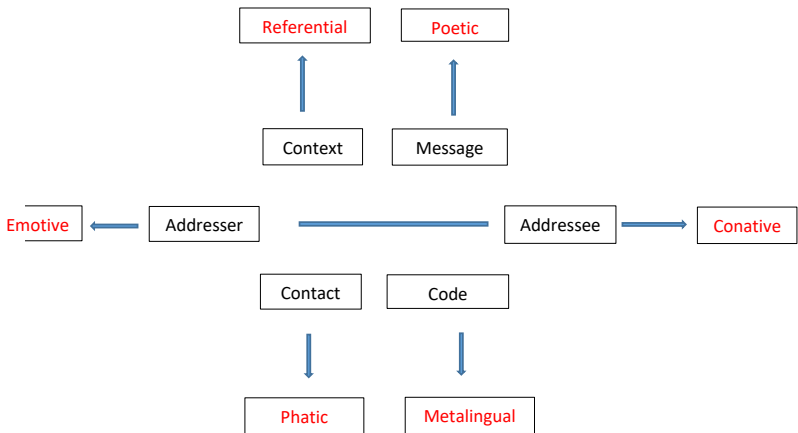 Referential
Poetic
Context
Message
Emotive
Addresser
Addressee
Conative
Contact
Code
Phatic
Metalingual